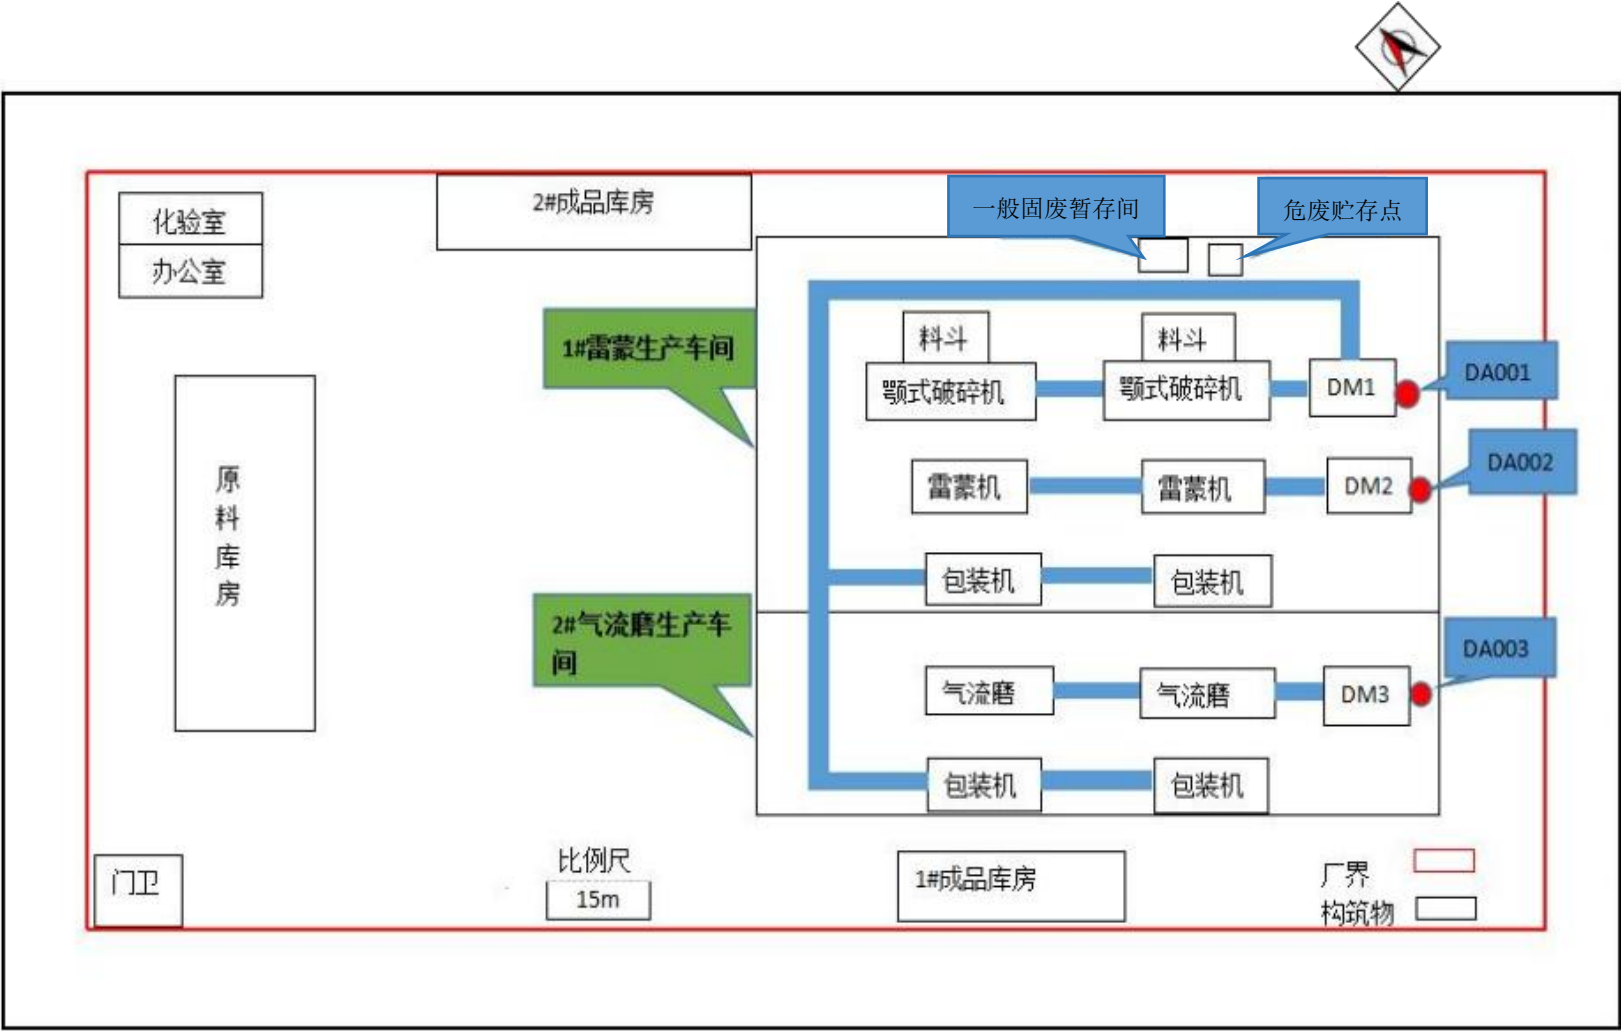 2#成品库房
一般固废暂存间
危废贮存点
化验室
办公室
1#雷蒙生产车间
料斗
料斗
颚式破碎机
颚式破碎机
DM1
DA001
雷蒙机
雷蒙机
DM2
DA002
原
料
库
房
包装机
包装机
2#气流磨生产车
间
气流磨
气流磨
DM3
DA003
包装机
包装机
门卫
比例尺
15m
1#成品库房
厂界
构筑物